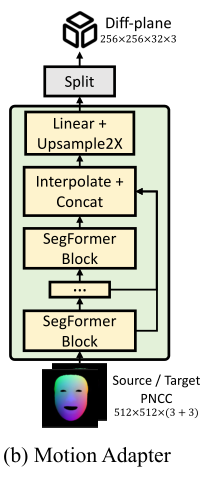 Diff-plane
256×256×32×3
Split
Linear +
Upsample2X
Interpolate +
Concat
SegFormer
Block
...
SegFormer
Block
Source / Target
PNCC
512×512×(3 + 3)
(b) Motion Adapter